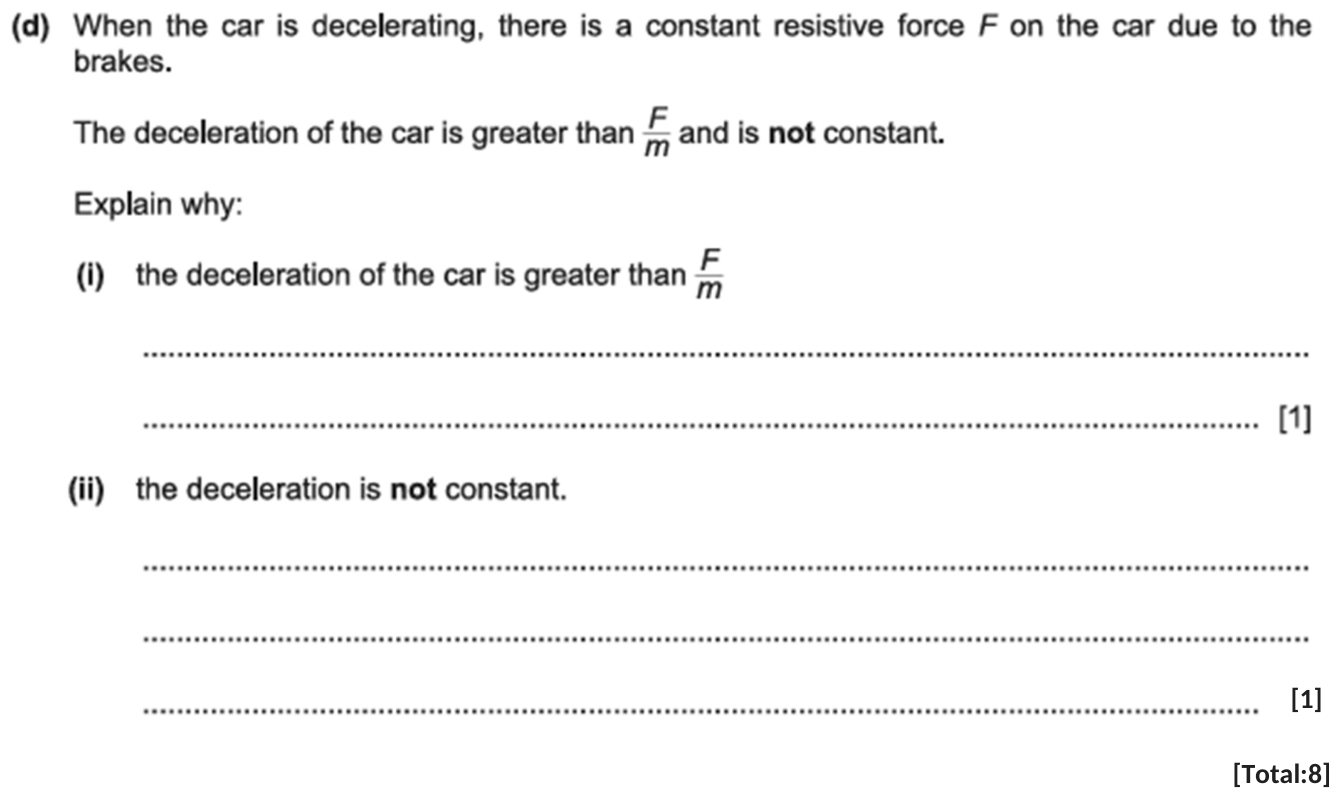 (d) When the car is decelerating, there is a constant resistive force F on the car due to the
brakes.
The deceleration of the car is greater than F/m and is not constant.
Explain why:
(i) the deceleration of the car is greater than F/m
[1]
(ii) the deceleration is not constant.
[1]
[Total:8]